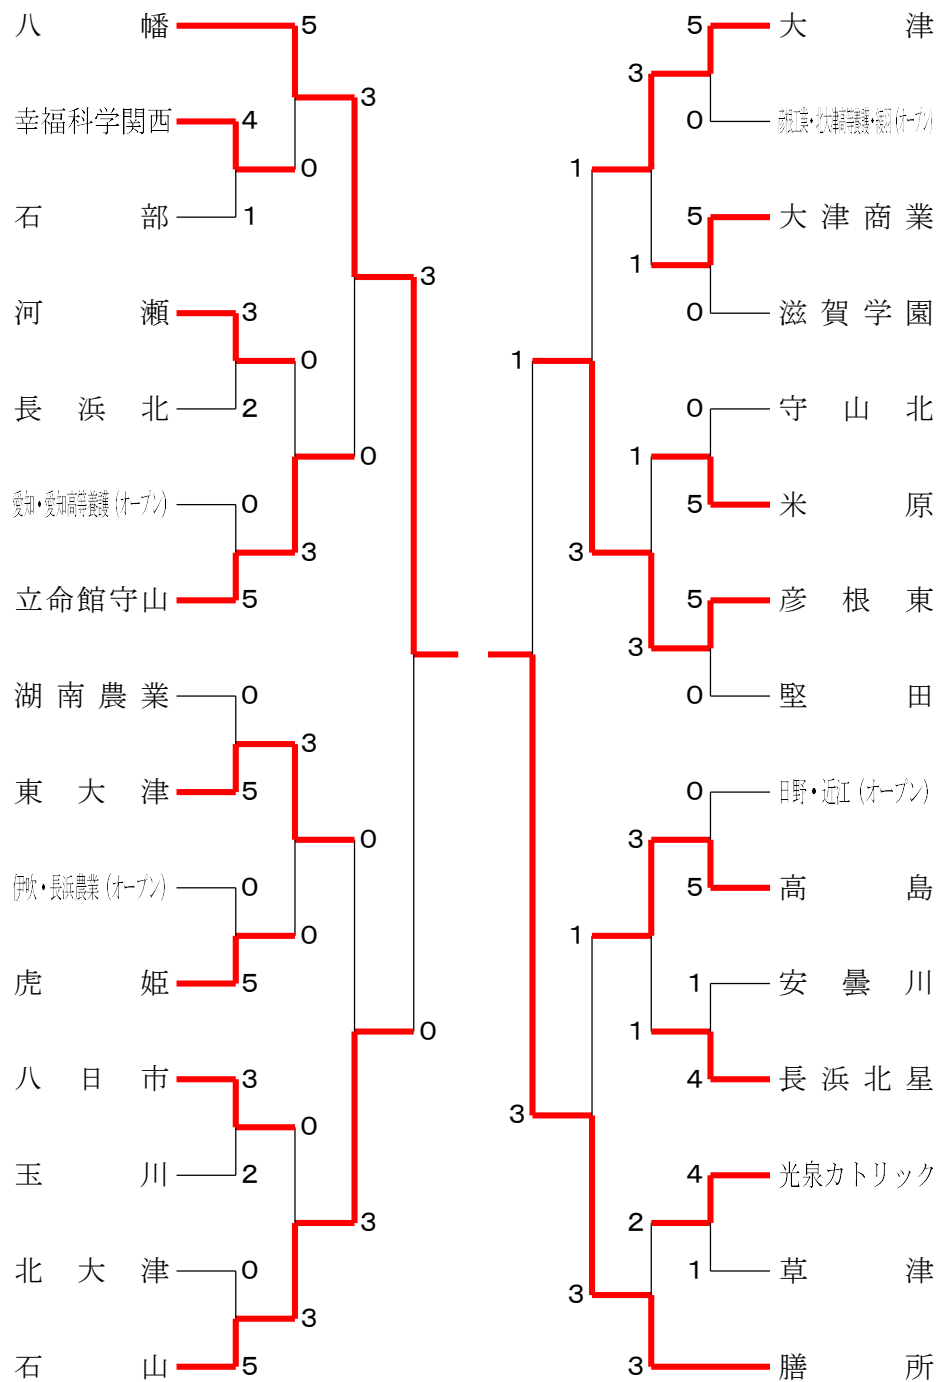 八幡 5
3
幸福科学関西 4
0
石部 1
3
河瀬 3
0
長浜北 2
0
愛知・愛知高等養護（オープン） 0
3
立命館守山 5
湖南農業 0
3
東大津 5
0
伊吹・長浜農業（オープン） 0
0
虎姫 5
0
八日市 3
0
玉川 2
3
北大津 0
3
石山 5
5 大津
3
0
1
5 大津商業
1
0 滋賀学園
1
0 守山北
1
5 米原
3
5 彦根東
3
0 堅田
0 日野・近江（オープン）
3
5 高島
1
1 安曇川
1
4 長浜北星
3
4 光泉カトリック
2
1 草津
3
3 膳所